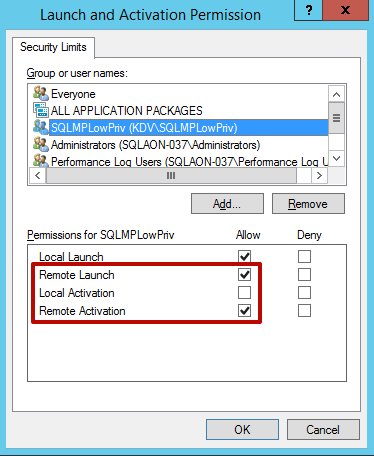 Launch and Activation Permission
?
Security Limits
Group or user names:
Everyone
ALL APPLICATION PACKAGES
SQLMPLowPriv (KDV\SQLMPLowPriv)
Administrators (SQLAON-037\Administrators)
Performance Log Users (SQLAON-037\Performance Log U
Add...
Remove
Permissions for SQLMPLowPriv Allow Deny
Local Launch
Remote Launch
Local Activation
Remote Activation
OK
Cancel